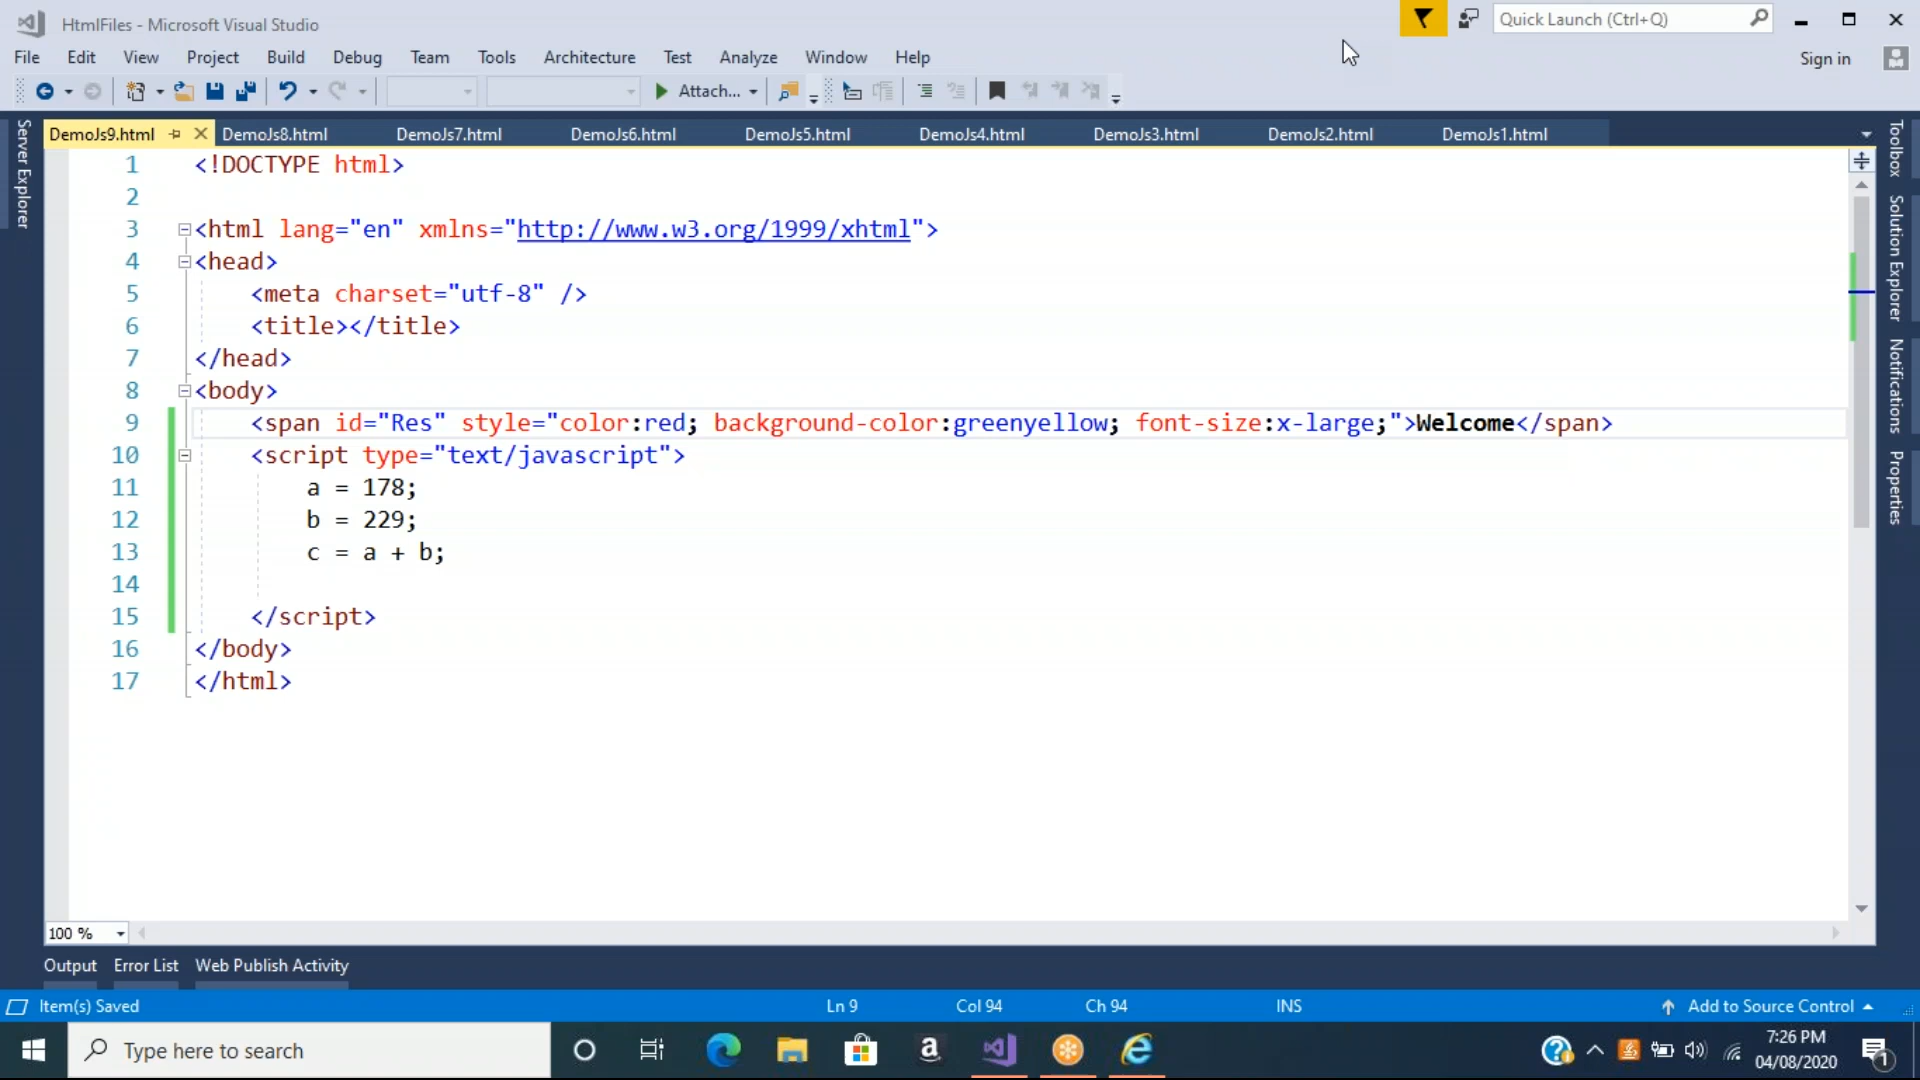 HtmlFiles - Microsoft Visual Studio
Quick Launch (Ctrl+Q)
File Edit View Project Build Debug Team Tools Architecture Test Analyze Window Help
Sign in
Attach...
DemoJs9.html DemoJs8.html DemoJs7.html DemoJs6.html DemoJs5.html DemoJs4.html DemoJs3.html DemoJs2.html DemoJs1.html
Server Explorer
Toolbox
Solution Explorer
Notifications
Properties
1 <!DOCTYPE html>
2
3 <html lang="en" xmlns="http://www.w3.org/1999/xhtml">
4 <head>
5 <meta charset="utf-8" />
6 <title></title>
7 </head>
8 <body>
9 <span id="Res" style="color:red; background-color:greenyellow; font-size:x-large;">Welcome</span>
10 <script type="text/javascript">
11 a = 178;
12 b = 229;
13 c = a + b;
14
15 </script>
16 </body>
17 </html>
100 %
Output Error List Web Publish Activity
Item(s) Saved Ln 9 Col 94 Ch 94 INS Add to Source Control
Type here to search
7:26 PM
04/08/2020
1